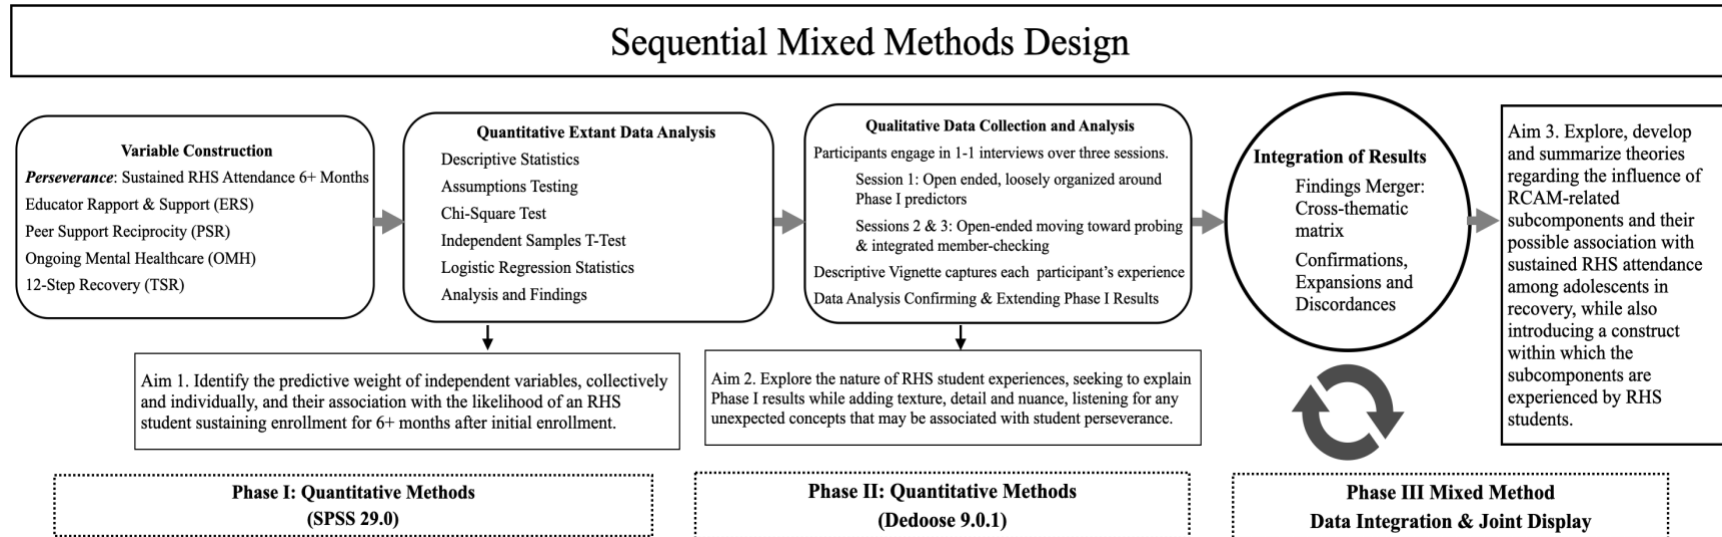 Sequential Mixed Methods Design
Variable Construction
Perseverance: Sustained RHS Attendance 6+ Months
Educator Rapport & Support (ERS)
Peer Support Reciprocity (PSR)
Ongoing Mental Healthcare (OMH)
12-Step Recovery (TSR)
Quantitative Extant Data Analysis
Descriptive Statistics
Assumptions Testing
Chi-Square Test
Independent Samples T-Test
Logistic Regression Statistics
Analysis and Findings
Qualitative Data Collection and Analysis
Participants engage in 1-1 interviews over three sessions.
Session 1: Open ended, loosely organized around
Phase I predictors
Sessions 2 & 3: Open-ended moving toward probing
& integrated member-checking
Descriptive Vignette captures each participant's experience
Data Analysis Confirming & Extending Phase I Results
Integration of Results
Findings Merger:
Cross-thematic
matrix
Confirmations,
Expansions and
Discordances
Aim 3. Explore, develop
and summarize theories
regarding the influence of
RCAM-related
subcomponents and their
possible association with
sustained RHS attendance
among adolescents in
recovery, while also
introducing a construct
within which the
subcomponents are
experienced by RHS
students.
Aim 1. Identify the predictive weight of independent variables, collectively
and individually, and their association with the likelihood of an RHS
student sustaining enrollment for 6+ months after initial enrollment.
Aim 2. Explore the nature of RHS student experiences, seeking to explain
Phase I results while adding texture, detail and nuance, listening for any
unexpected concepts that may be associated with student perseverance.
Phase I: Quantitative Methods
(SPSS 29.0)
Phase II: Quantitative Methods
(Dedoose 9.0.1)
Phase III Mixed Method
Data Integration & Joint Display